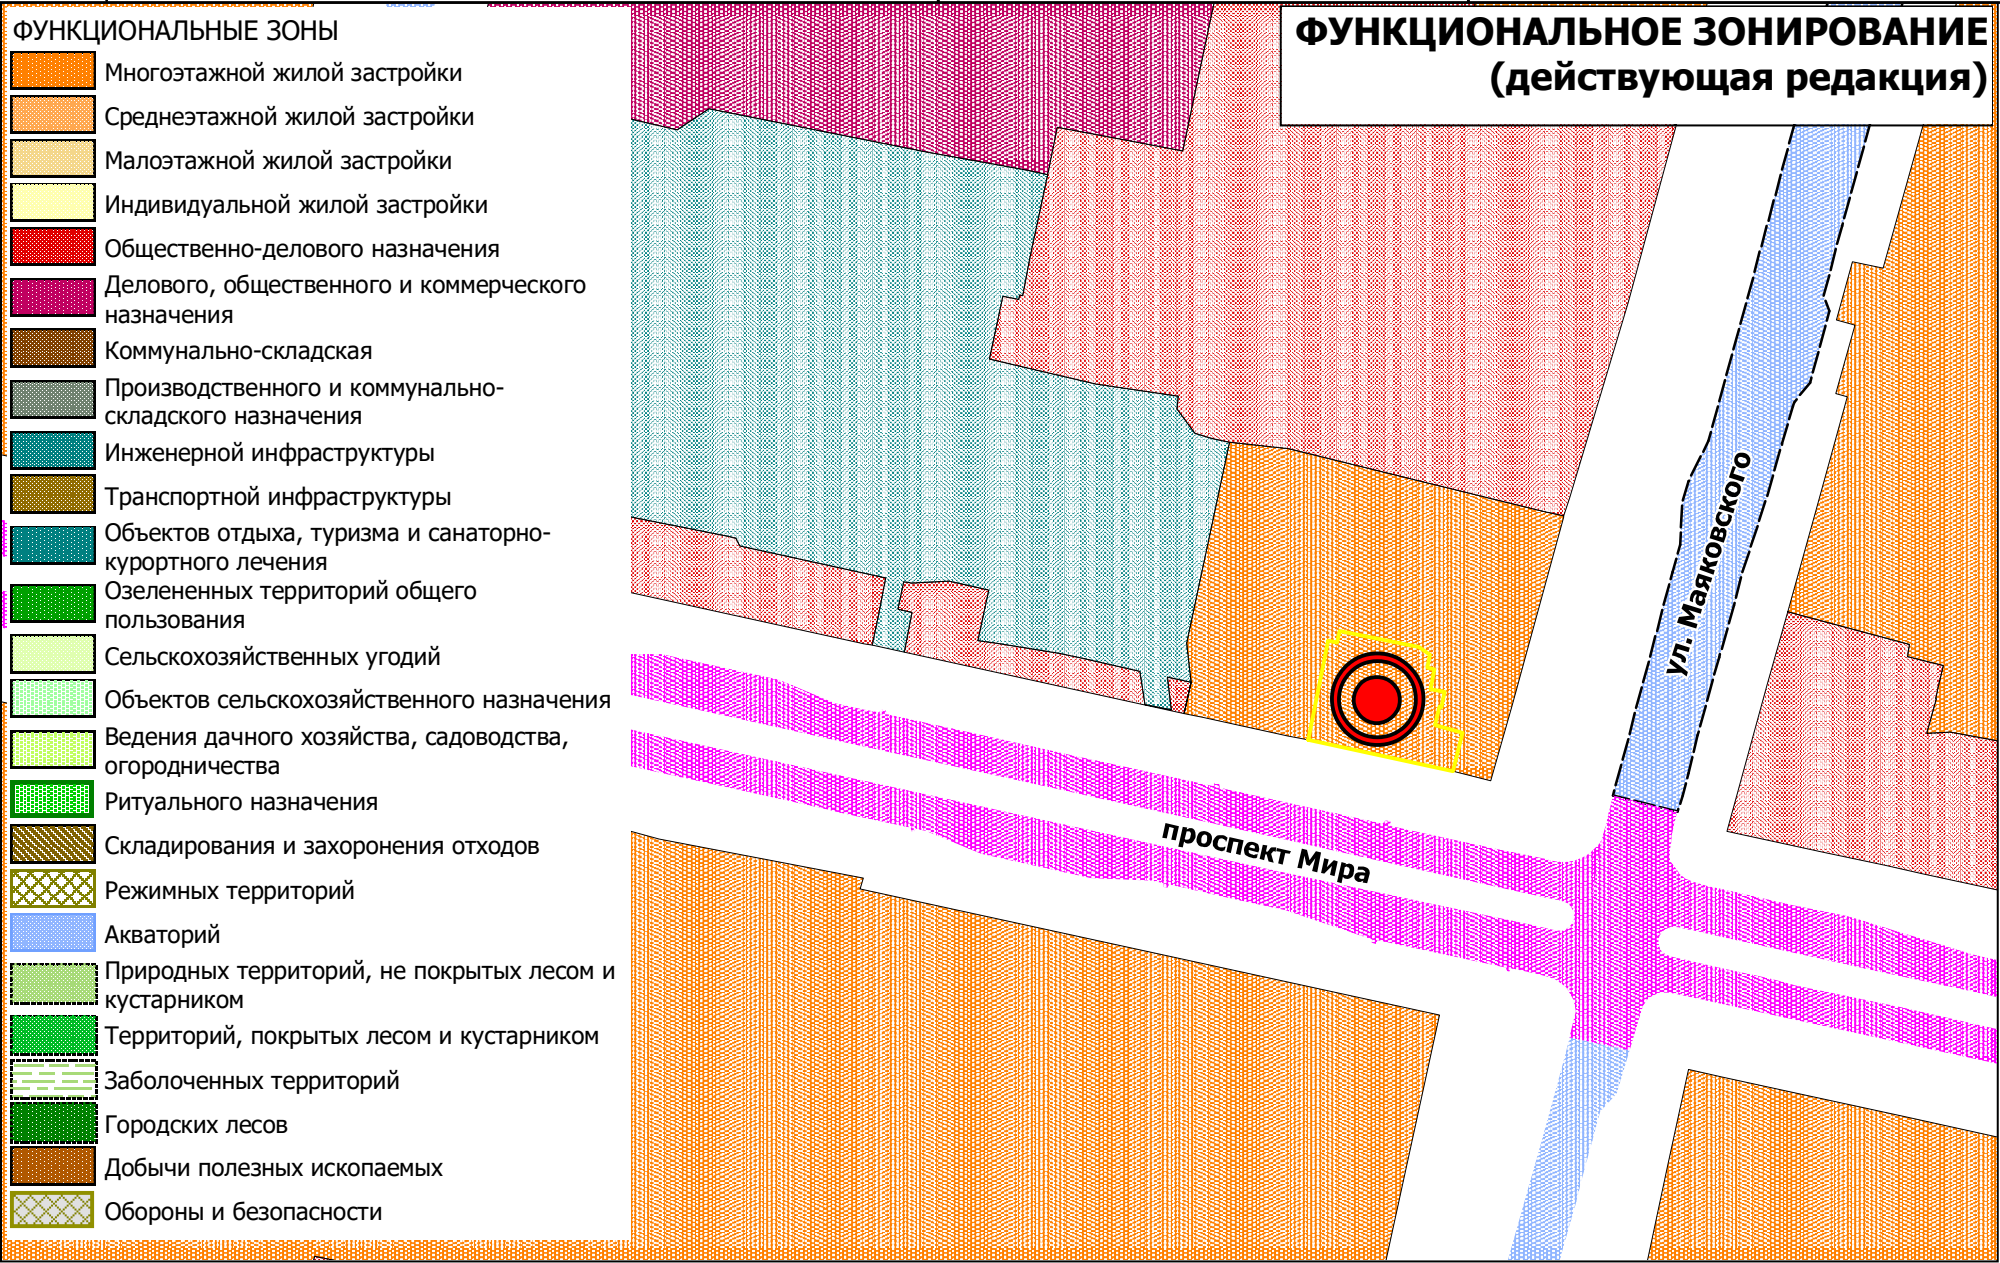 ФУНКЦИОНАЛЬНЫЕ ЗОНЫ
Многоэтажной жилой застройки
Среднеэтажной жилой застройки
Малоэтажной жилой застройки
Индивидуальной жилой застройки
Общественно-делового назначения
Делового, общественного и коммерческого
назначения
Коммунально-складская
Производственного и коммунально-
складского назначения
Инженерной инфраструктуры
Транспортной инфраструктуры
Объектов отдыха, туризма и санаторно-
курортного лечения
Озелененных территорий общего
пользования
Сельскохозяйственных угодий
Объектов сельскохозяйственного назначения
Ведения дачного хозяйства, садоводства,
огородничества
Ритуального назначения
Складирования и захоронения отходов
Режимных территорий
Акваторий
Природных территорий, не покрытых лесом и
кустарником
Территорий, покрытых лесом и кустарником
Заболоченных территорий
Городских лесов
Добычи полезных ископаемых
Обороны и безопасности
ФУНКЦИОНАЛЬНОЕ ЗОНИРОВАНИЕ
(действующая редакция)
ул. Маяковского
проспект Мира